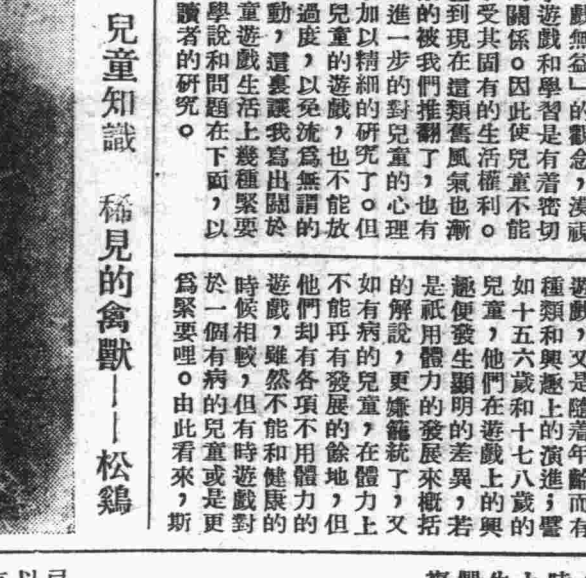 戲無益」的觀念，漠視
遊戲和學習是有着密切
關係。因此使兒童不能
受其固有的生活權利。
到現在這類舊風氣也漸
的被我們推翻了，也有
進一步的對兒童的心理
加以精細的研究了。但
兒童的遊戲，也不能放
過度，以免流爲無謂的
動，這裏讓我寫出關於
童遊戲生活上幾種緊要
學說和問題在下面，以
讀者的研究。
遊戲，又是隨着年齡而有
種類和興趣上的演進；譬
如十五六歲和十七八歲的
兒童，他們在遊戲上的興
趣便發生顯明的差異，若
是祇用體力的發展來概括
的解說，更嫌籠統了，又
如有病的兒童，在體力上
不能再有發展的餘地，但
他們却有各項不用體力的
遊戲，雖然不能和健康的
時候相較，但有時遊戲對
於一個有病的兒童或是更
爲緊要哩。由此看來，斯
兒童知識 稀見的禽獸——松鷄